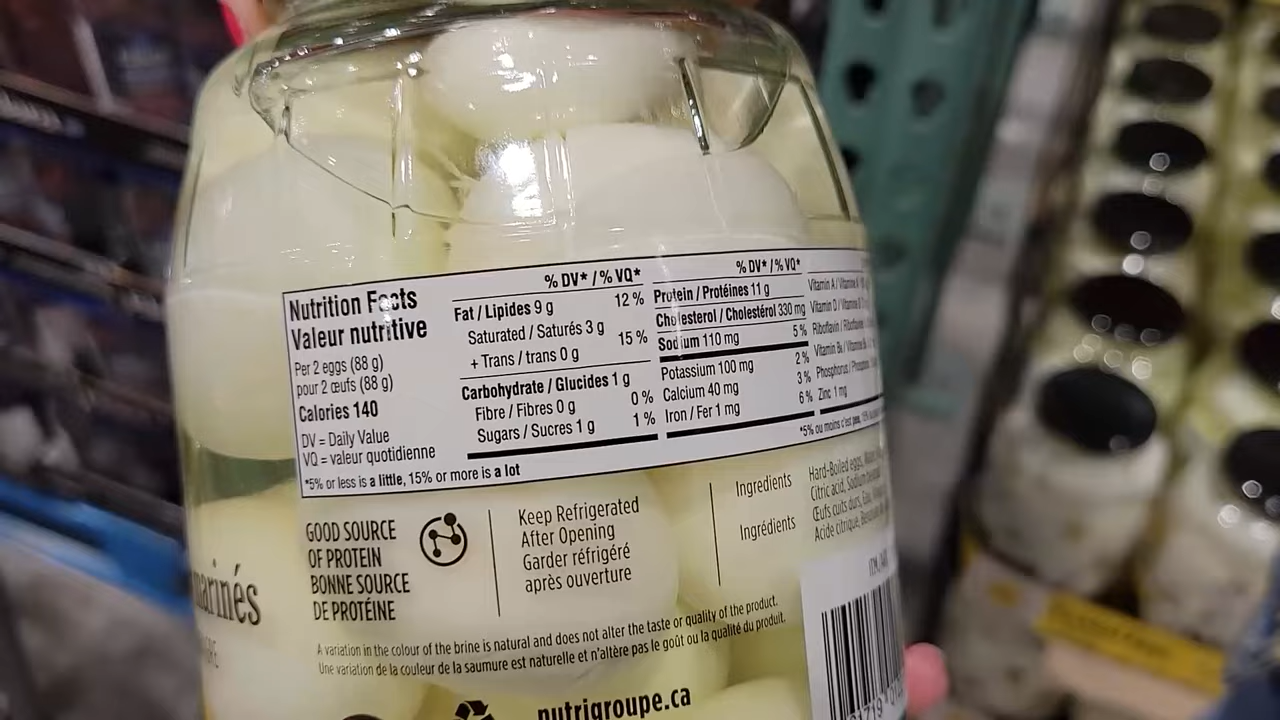 Nutrition Facts
Valeur nutritive
Per 2 eggs (88 g)
pour 2 œufs (88 g)
Calories 140
DV = Daily Value
VQ = valeur quotidienne
*5% or less is a little, 15% or more is a lot
% DV* / % VQ*
Fat / Lipides 9 g 12 %
Saturated / Saturés 3 g
+ Trans / trans 0 g 15 %
Carbohydrate / Glucides 1 g
Fibre / Fibres 0 g 0 %
Sugars / Sucres 1 g 1 %
% DV* / % VQ*
Protein / Protéines 11 g
Cholesterol / Cholestérol 330 mg
Sodium 110 mg 5 %
Potassium 100 mg 2 %
Calcium 40 mg 3 %
Iron / Fer 1 mg 6 %
Vitamin A / Vitamine A
Vitamin D / Vitamine D
Riboflavin / Riboflavine
Vitamin B₁₂ / Vitamine
Phosphorus / Phosphore
Zinc 1 mg
*5% ou moins c'est peu,
GOOD SOURCE
OF PROTEIN
BONNE SOURCE
DE PROTÉINE
Keep Refrigerated
After Opening
Garder réfrigéré
après ouverture
Ingredients
Ingrédients
Hard-Boiled eggs,
Citric acid, Sodium
Œufs cuits durs, Eau,
Acide citrique,
marinés
A variation in the colour of the brine is natural and does not alter the taste or quality of the product.
Une variation de la couleur de la saumure est naturelle et n'altère pas le goût ou la qualité du produit.
nutrigroupe.ca